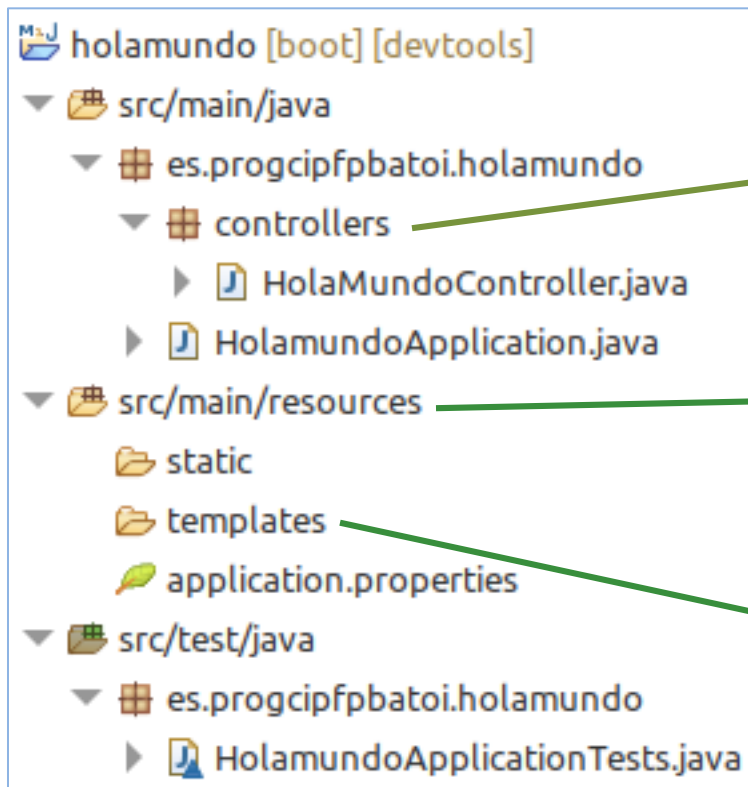 holamundo [boot] [devtools]
src/main/java
es.progcipfpbatoi.holamundo
controllers
HolaMundoController.java
HolamundoApplication.java
src/main/resources
static
templates
application.properties
src/test/java
es.progcipfpbatoi.holamundo
HolamundoApplicationTests.java